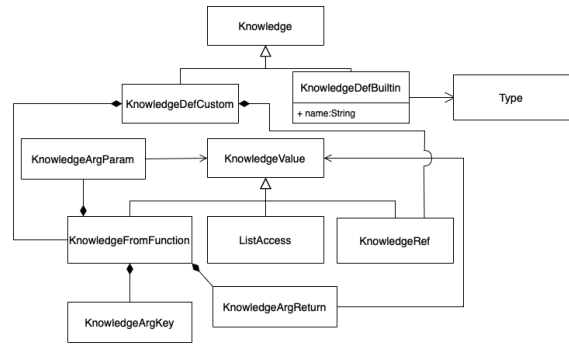 Knowledge
KnowledgeDefCustom
KnowledgeDefBuiltin
+ name:String
Type
KnowledgeArgParam
KnowledgeValue
KnowledgeFromFunction
ListAccess
KnowledgeRef
KnowledgeArgKey
KnowledgeArgReturn